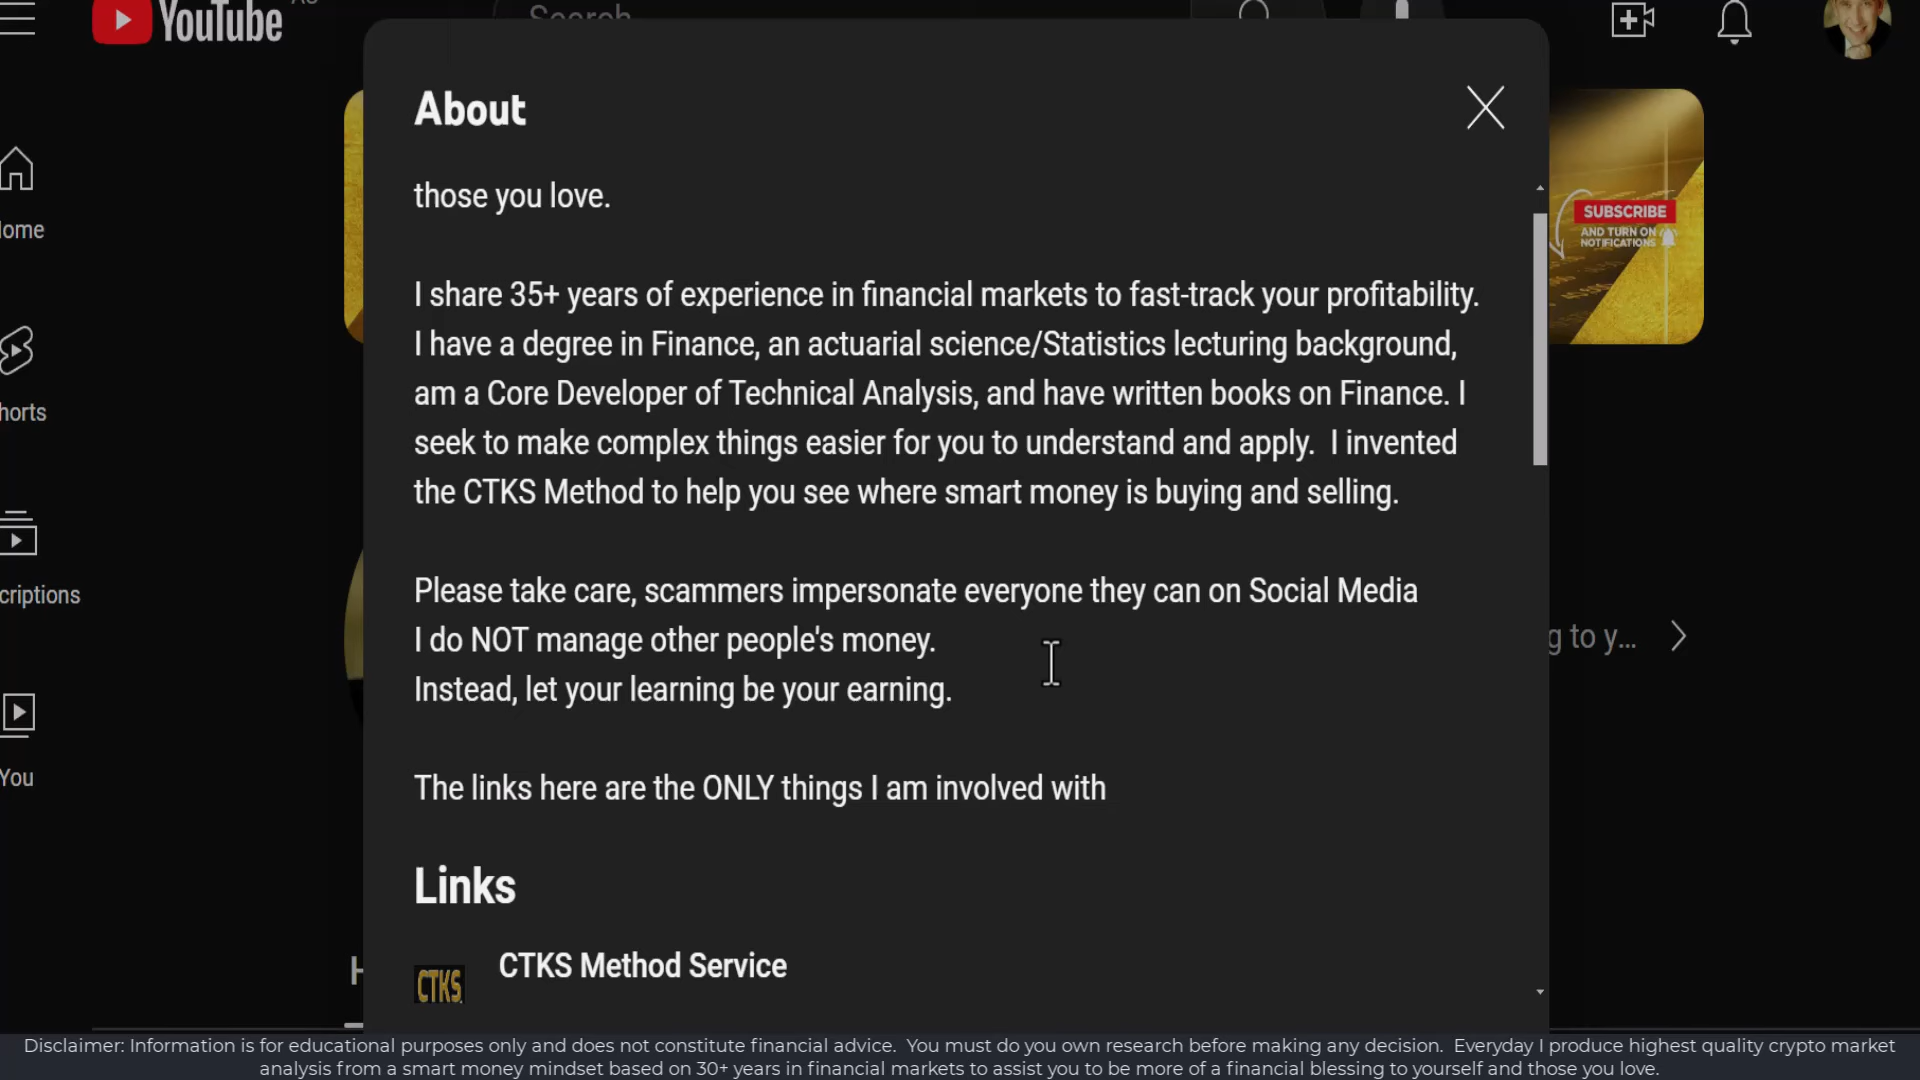 YouTube
Search
About
those you love.
I share 35+ years of experience in financial markets to fast-track your profitability.
I have a degree in Finance, an actuarial science/Statistics lecturing background,
am a Core Developer of Technical Analysis, and have written books on Finance. I
seek to make complex things easier for you to understand and apply.  I invented
the CTKS Method to help you see where smart money is buying and selling.
Please take care, scammers impersonate everyone they can on Social Media
I do NOT manage other people's money.
Instead, let your learning be your earning.
The links here are the ONLY things I am involved with
Links
CTKS
CTKS Method Service
ome
horts
criptions
You
SUBSCRIBE
AND TURN ON
NOTIFICATIONS
g to y...
H
Disclaimer: Information is for educational purposes only and does not constitute financial advice.  You must do you own research before making any decision.  Everyday I produce highest quality crypto market
analysis from a smart money mindset based on 30+ years in financial markets to assist you to be more of a financial blessing to yourself and those you love.